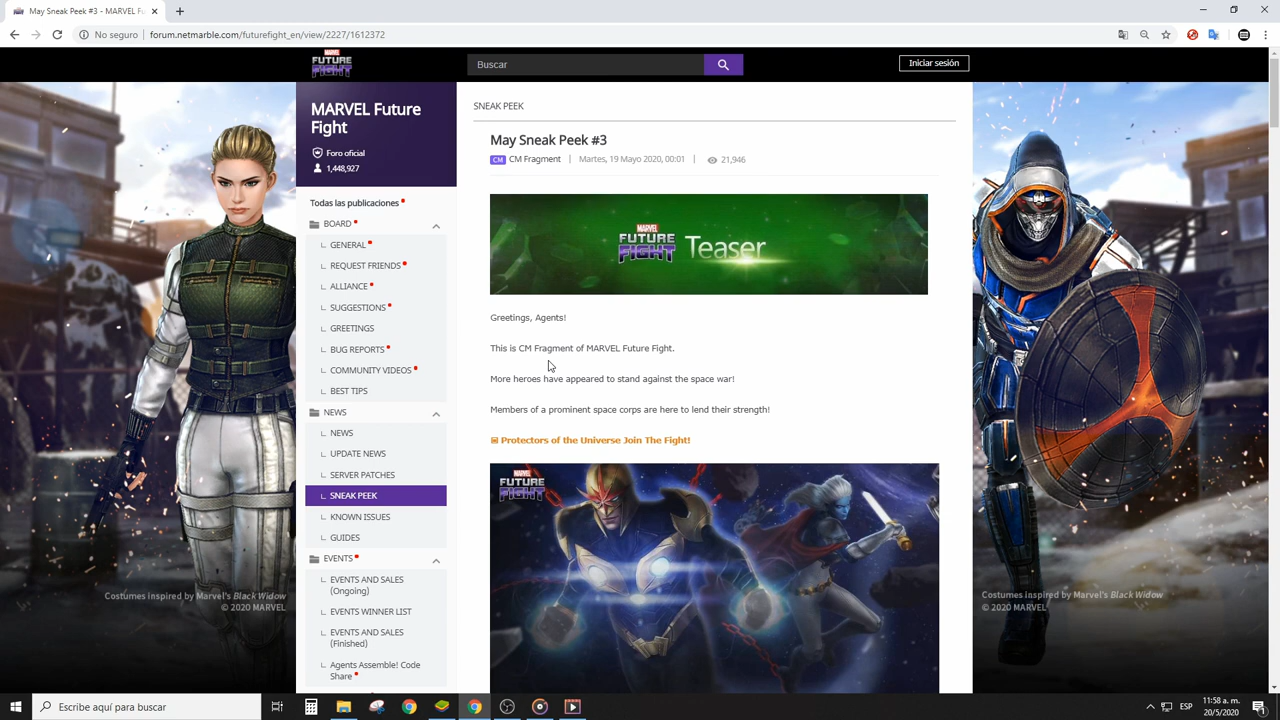 May Sneak Peek #3 - MARVEL Fu
No seguro
forum.netmarble.com/futurefight_en/view/2227/1612372
MARVEL
FUTURE
FIGHT
Buscar
Iniciar sesión
MARVEL Future
Fight
Foro oficial
1,448,927
Todas las publicaciones
BOARD
GENERAL
REQUEST FRIENDS
ALLIANCE
SUGGESTIONS
GREETINGS
BUG REPORTS
COMMUNITY VIDEOS
BEST TIPS
NEWS
NEWS
UPDATE NEWS
SERVER PATCHES
SNEAK PEEK
KNOWN ISSUES
GUIDES
EVENTS
EVENTS AND SALES
(Ongoing)
EVENTS WINNER LIST
EVENTS AND SALES
(Finished)
Agents Assemble! Code
Share
SNEAK PEEK
May Sneak Peek #3
CM CM Fragment | Martes, 19 Mayo 2020, 00:01 | 21,946
MARVEL
FUTURE
FIGHT
Teaser
Greetings, Agents!
This is CM Fragment of MARVEL Future Fight.
More heroes have appeared to stand against the space war!
Members of a prominent space corps are here to lend their strength!
▣ Protectors of the Universe Join The Fight!
MARVEL
FUTURE
FIGHT
Costumes inspired by Marvel's Black Widow
© 2020 MARVEL
Costumes inspired by Marvel's Black Widow
© 2020 MARVEL
Escribe aquí para buscar
ESP
11:58 a. m.
20/5/2020
1